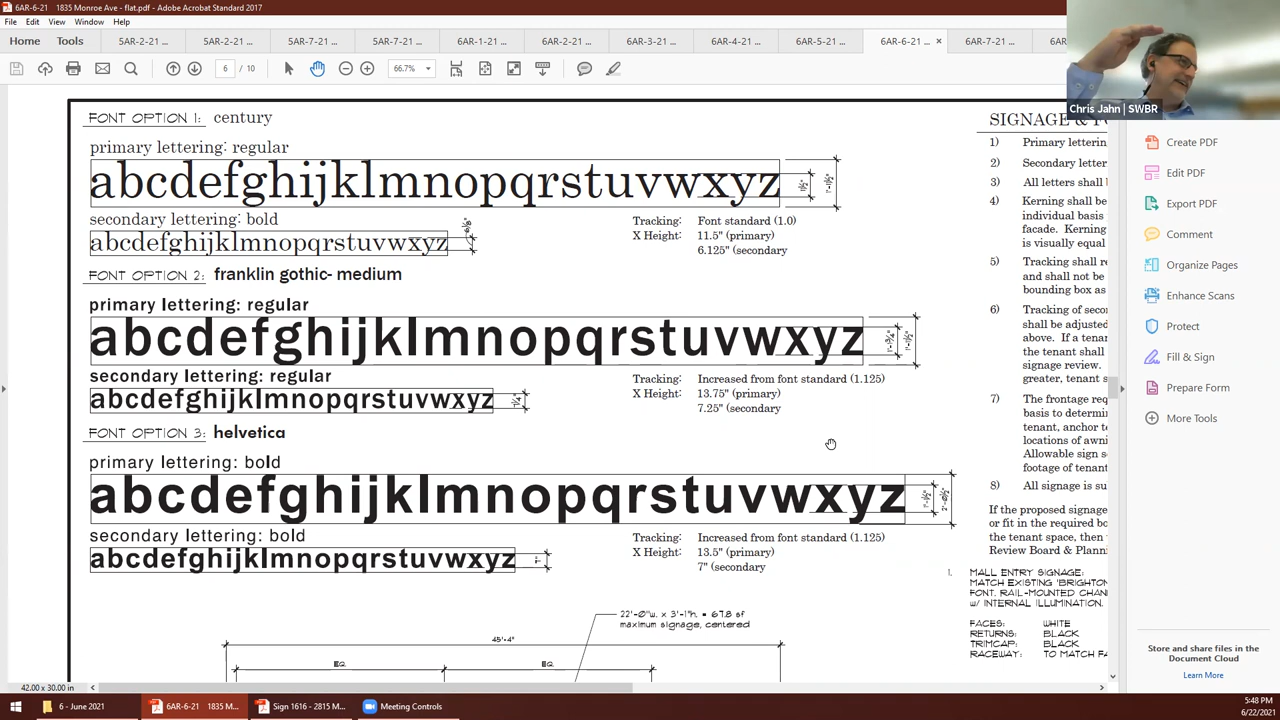 6AR-6-21    1835 Monroe Ave - flat.pdf - Adobe Acrobat Standard 2017
File Edit View Window Help
Home Tools 5AR-2-21 ... 5AR-2-21 ... 5AR-7-21 ... 5AR-7-21 ... 6AR-1-21 ... 6AR-2-21 ... 6AR-3-21 ... 6AR-4-21 ... 6AR-5-21 ... 6AR-6-21 ... × 6AR-7-21 ...
6 / 10 66.7%
Chris Jahn | SWBR
FONT OPTION 1: century
primary lettering: regular
abcdefghijklmnopqrstuvwxyz
secondary lettering: bold
abcdefghijklmnopqrstuvwxyz
Tracking: Font standard (1.0)
X Height: 11.5" (primary)
6.125" (secondary
FONT OPTION 2: franklin gothic- medium
primary lettering: regular
abcdefghijklmnopqrstuvwxyz
secondary lettering: regular
abcdefghijklmnopqrstuvwxyz
Tracking: Increased from font standard (1.125)
X Height: 13.75" (primary)
7.25" (secondary
FONT OPTION 3: helvetica
primary lettering: bold
abcdefghijklmnopqrstuvwxyz
secondary lettering: bold
abcdefghijklmnopqrstuvwxyz
Tracking: Increased from font standard (1.125)
X Height: 13.5" (primary)
7" (secondary
22'-0"w. x 3'-1"h. = 67.8 sf
maximum signage, centered
45'-4"
EQ. EQ.
SIGNAGE &
1) Primary letterin
2) Secondary letter
3) All letters shall
4) Kerning shall be
individual basis
facade. Kerning
is visually equal
5) Tracking shall re
and shall not be
bounding box as
6) Tracking of secon
shall be adjusted
above. If a tena
the tenant shall
signage review.
greater, tenant s
7) The frontage req
basis to determin
tenant, anchor te
locations of awni
Allowable sign s
footage of tenant
8) All signage is su
If the proposed signage
or fit in the required bo
the tenant space, then
Review Board & Planni
1. MALL ENTRY SIGNAGE:
MATCH EXISTING 'BRIGHTON
FONT. RAIL-MOUNTED CHAN
w/ INTERNAL ILLUMINATION.
FACES: WHITE
RETURNS: BLACK
TRIMCAP: BLACK
RACEWAY: TO MATCH FA
Create PDF
Edit PDF
Export PDF
Comment
Organize Pages
Enhance Scans
Protect
Fill & Sign
Prepare Form
More Tools
Store and share files in the
Document Cloud
Learn More
42.00 x 30.00 in
6 - June 2021 6AR-6-21    1835 M... Sign 1616 - 2815 M... Meeting Controls
5:48 PM
6/22/2021